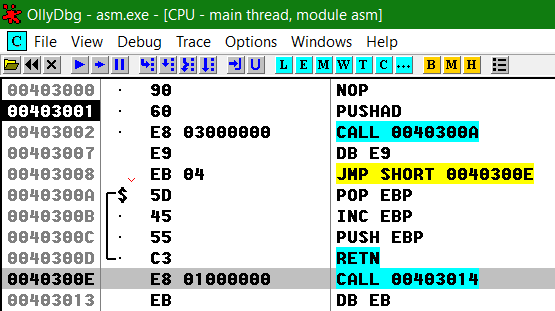 OllyDbg - asm.exe - [CPU - main thread, module asm]
C File View Debug Trace Options Windows Help
L E M W T C ... B M H
00403000 · 90 NOP
00403001 · 60 PUSHAD
00403002 · E8 03000000 CALL 0040300A
00403007 E9 DB E9
00403008 EB 04 JMP SHORT 0040300E
0040300A $ 5D POP EBP
0040300B · 45 INC EBP
0040300C · 55 PUSH EBP
0040300D · C3 RETN
0040300E E8 01000000 CALL 00403014
00403013 EB DB EB